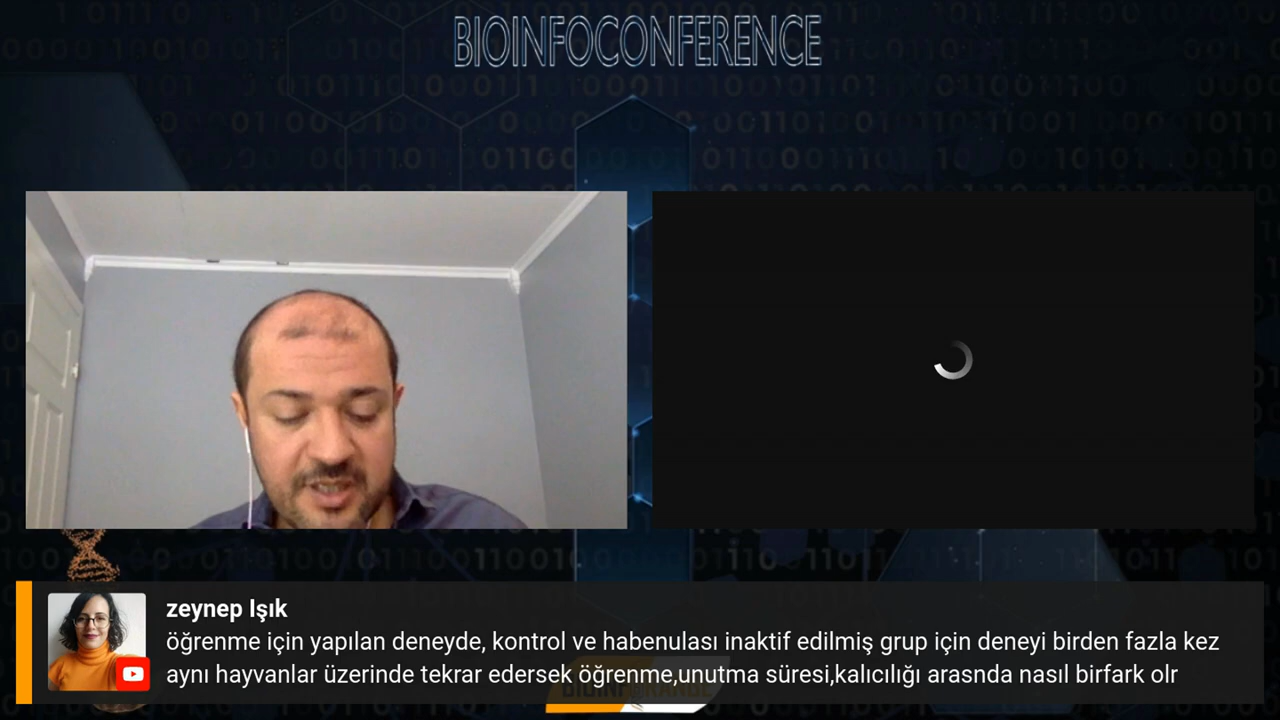 BIOINFOCONFERENCE
zeynep Işık
öğrenme için yapılan deneyde, kontrol ve habenulası inaktif edilmiş grup için deneyi birden fazla kez
aynı hayvanlar üzerinde tekrar edersek öğrenme,unutma süresi,kalıcılığı arasnda nasıl birfark olr